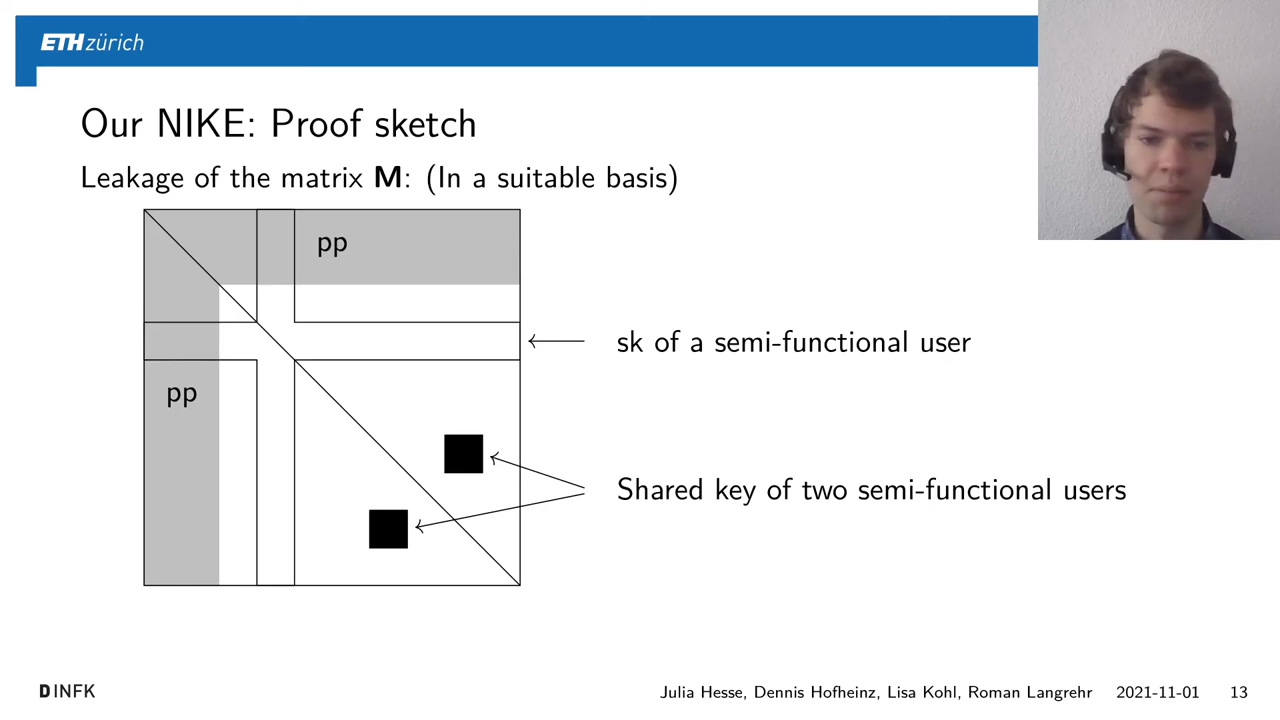 ETH zürich
Our NIKE: Proof sketch
Leakage of the matrix M: (In a suitable basis)
pp
sk of a semi-functional user
pp
Shared key of two semi-functional users
D INFK
Julia Hesse, Dennis Hofheinz, Lisa Kohl, Roman Langrehr 2021-11-01 13